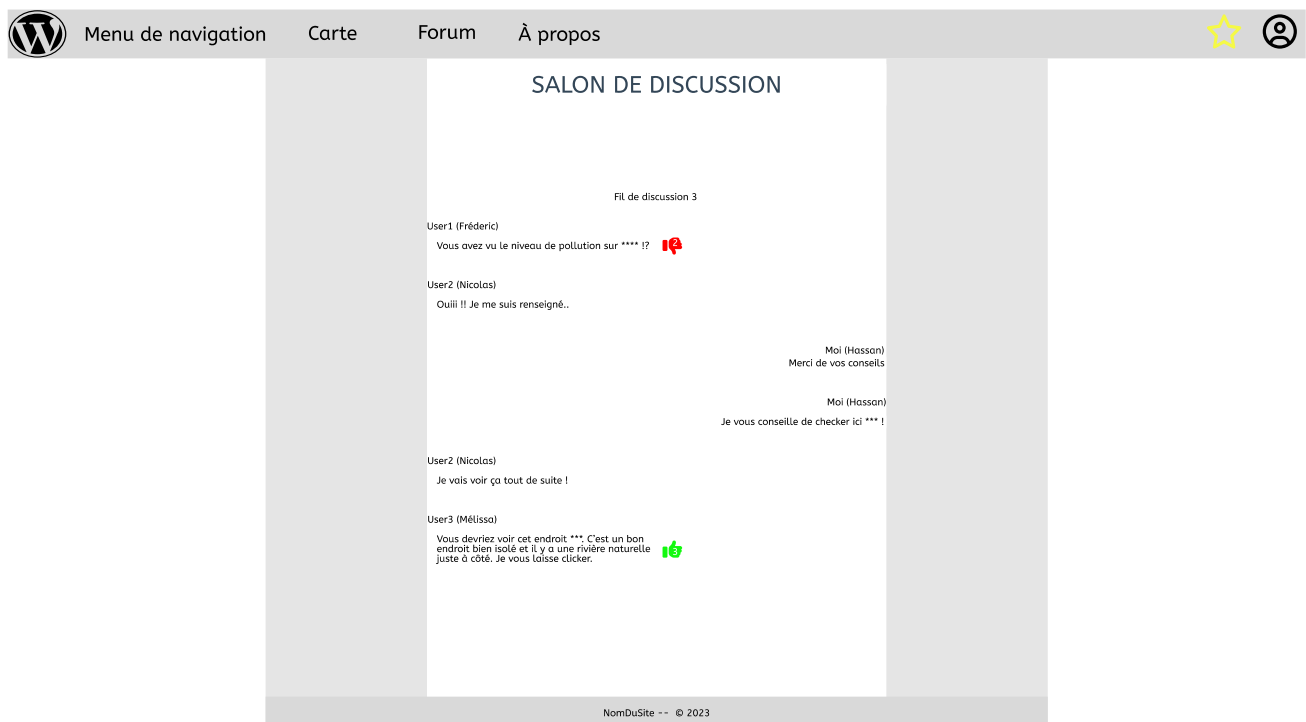 Menu de navigation Carte Forum À propos
SALON DE DISCUSSION
Fil de discussion 3
User1 (Fréderic)
Vous avez vu le niveau de pollution sur **** !? 2
User2 (Nicolas)
Ouiii !! Je me suis renseigné..
Moi (Hassan)
Merci de vos conseils
Moi (Hassan)
Je vous conseille de checker ici *** !
User2 (Nicolas)
Je vais voir ça tout de suite !
User3 (Mélissa)
Vous devriez voir cet endroit ***. C'est un bon
endroit bien isolé et il y a une rivière naturelle 3
juste à côté. Je vous laisse clicker.
NomDuSite -- © 2023